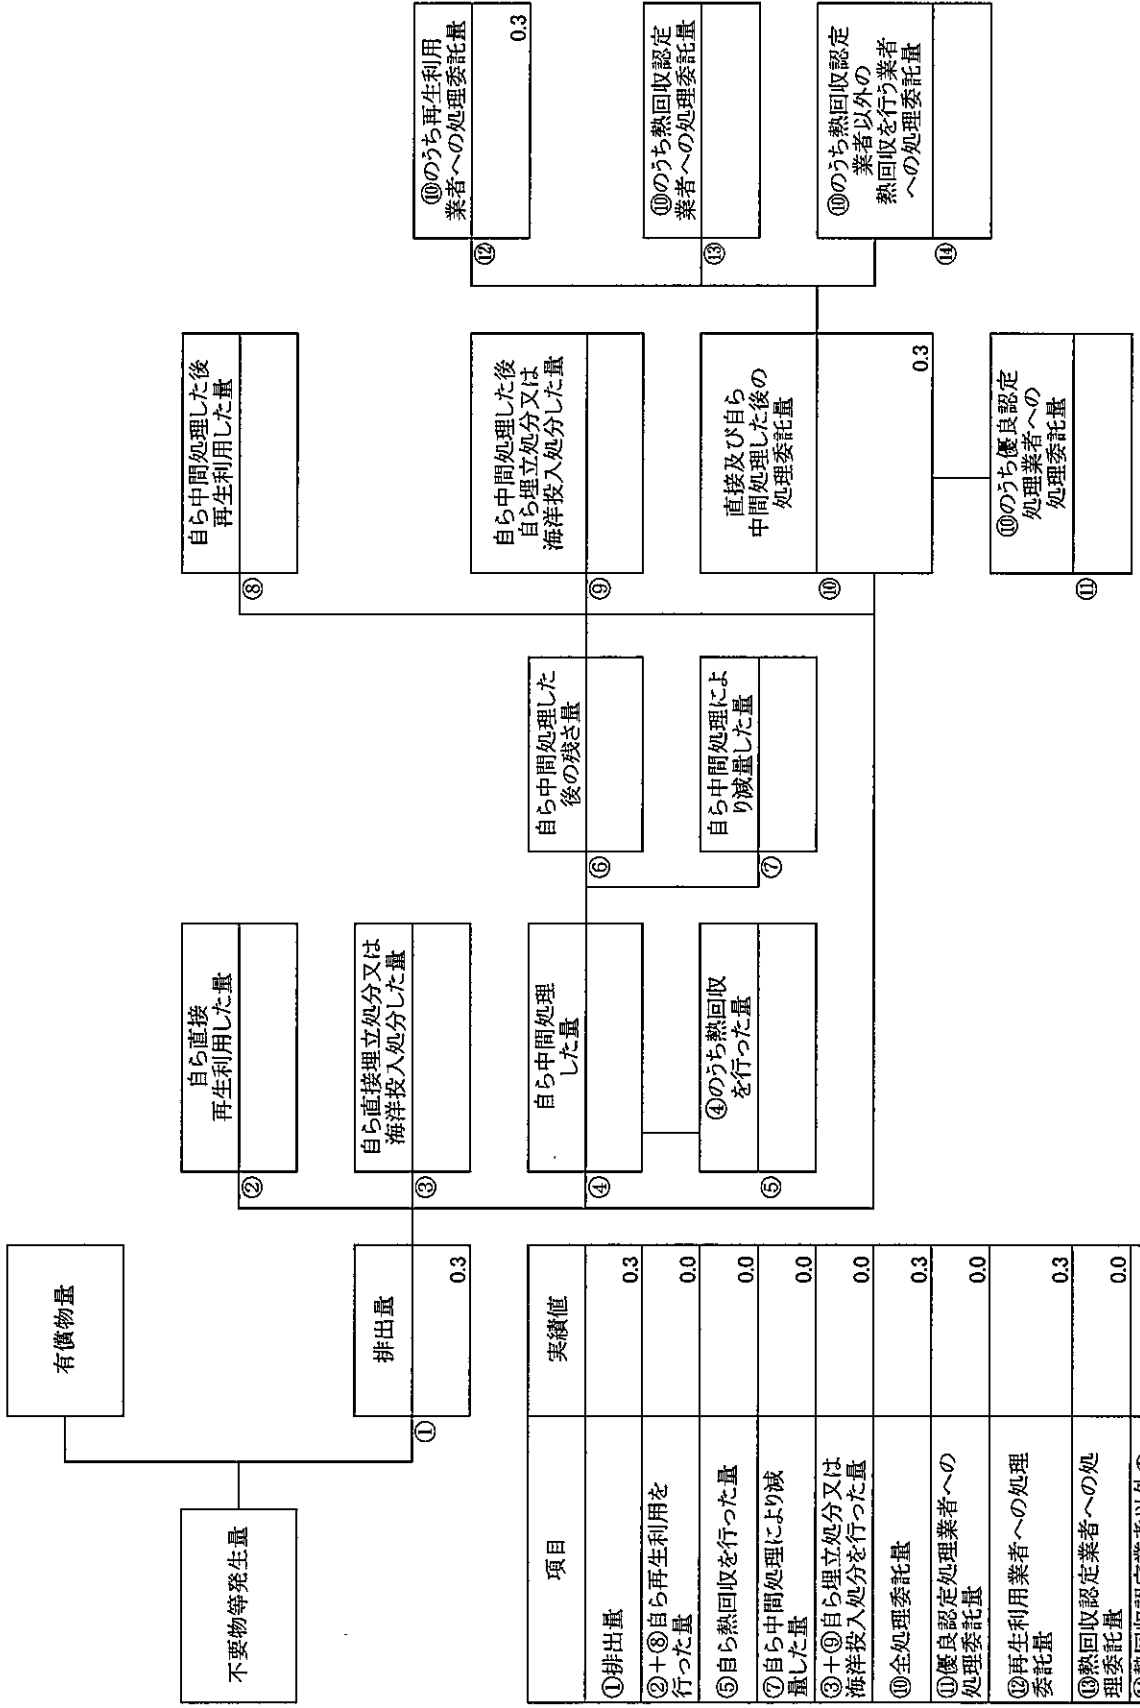 不要物等発生量
有償物量
①
排出量
0.3
②
自ら直接
再生利用した量
③
自ら直接埋立処分又は
海洋投入処分した量
④
自ら中間処理
した量
⑤
④のうち熱回収
を行った量
⑥
自ら中間処理した
後の残さ量
⑦
自ら中間処理によ
り減量した量
⑧
自ら中間処理した後
再生利用した量
⑨
自ら中間処理した後
自ら埋立処分又は
海洋投入処分した量
⑩
直接及び自ら
中間処理した後の
処理委託量
0.3
⑪
⑩のうち優良認定
処理業者への
処理委託量
⑫
⑩のうち再生利用
業者への処理委託量
0.3
⑬
⑩のうち熱回収認定
業者への処理委託量
⑭
⑩のうち熱回収認定
業者以外の
熱回収を行う業者
への処理委託量
項目 実績値
①排出量 0.3
②+⑧自ら再生利用を
行った量 0.0
⑤自ら熱回収を行った量 0.0
⑦自ら中間処理により減
量した量 0.0
③+⑨自ら埋立処分又は
海洋投入処分を行った量 0.0
⑩全処理委託量 0.3
⑪優良認定処理業者への
処理委託量 0.0
⑫再生利用業者への処理
委託量 0.3
⑬熱回収認定業者への処
理委託量 0.0